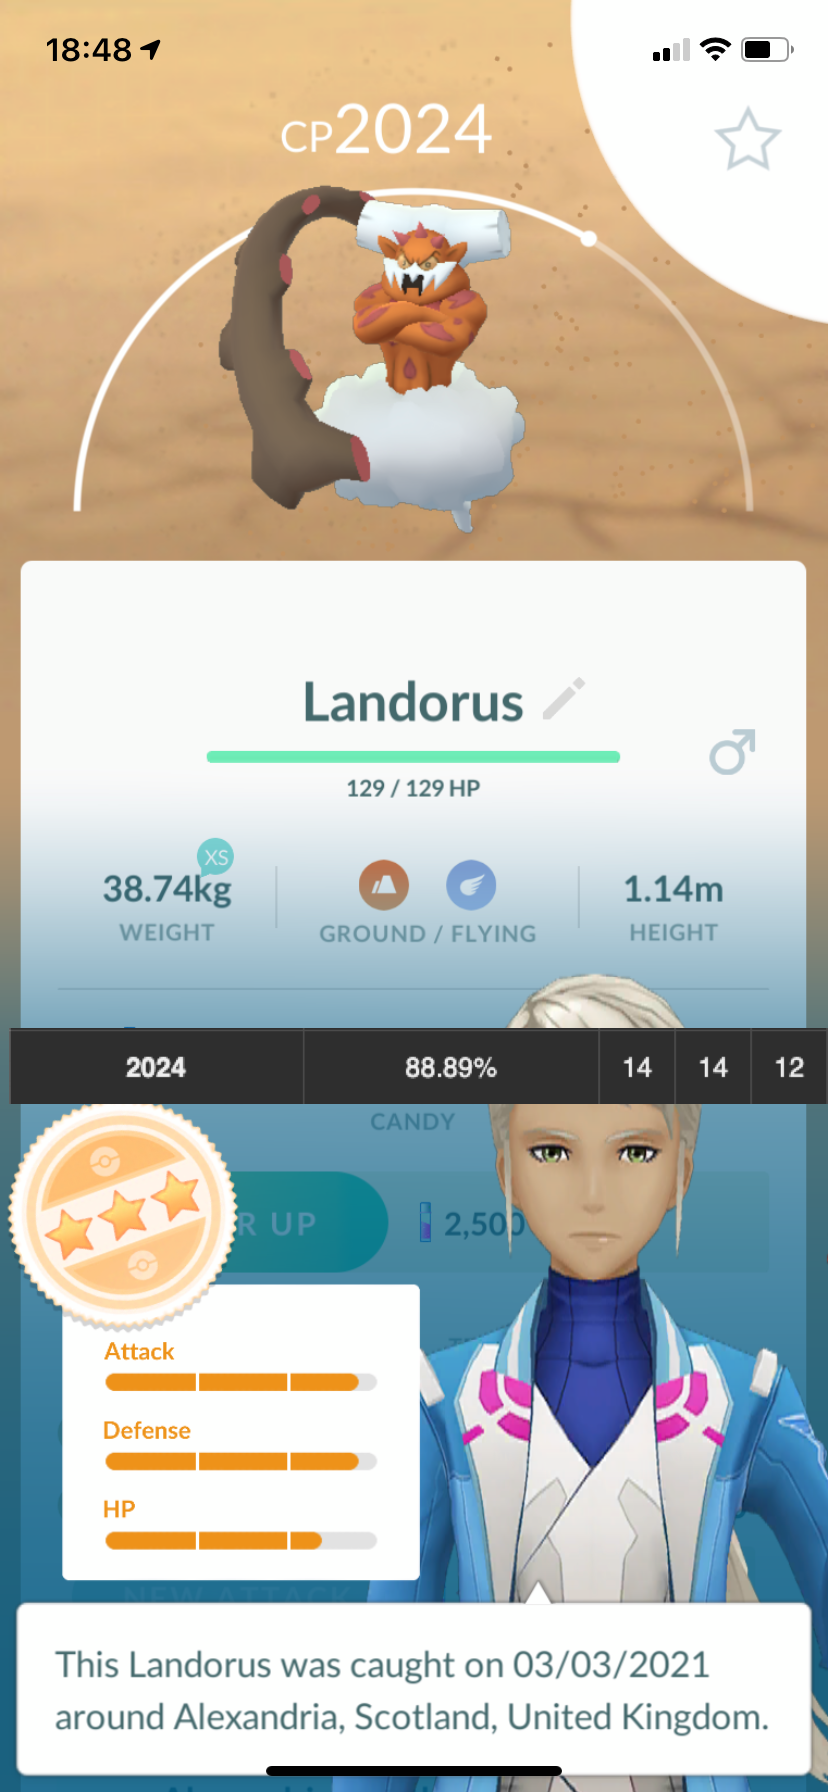 18:48
CP2024
Landorus
129 / 129 HP
XS
38.74kg
WEIGHT
GROUND / FLYING
1.14m
HEIGHT
2024 88.89% 14 14 12
CANDY
R UP 2,500
Attack
Defense
HP
NEW ATTACK
This Landorus was caught on 03/03/2021
around Alexandria, Scotland, United Kingdom.